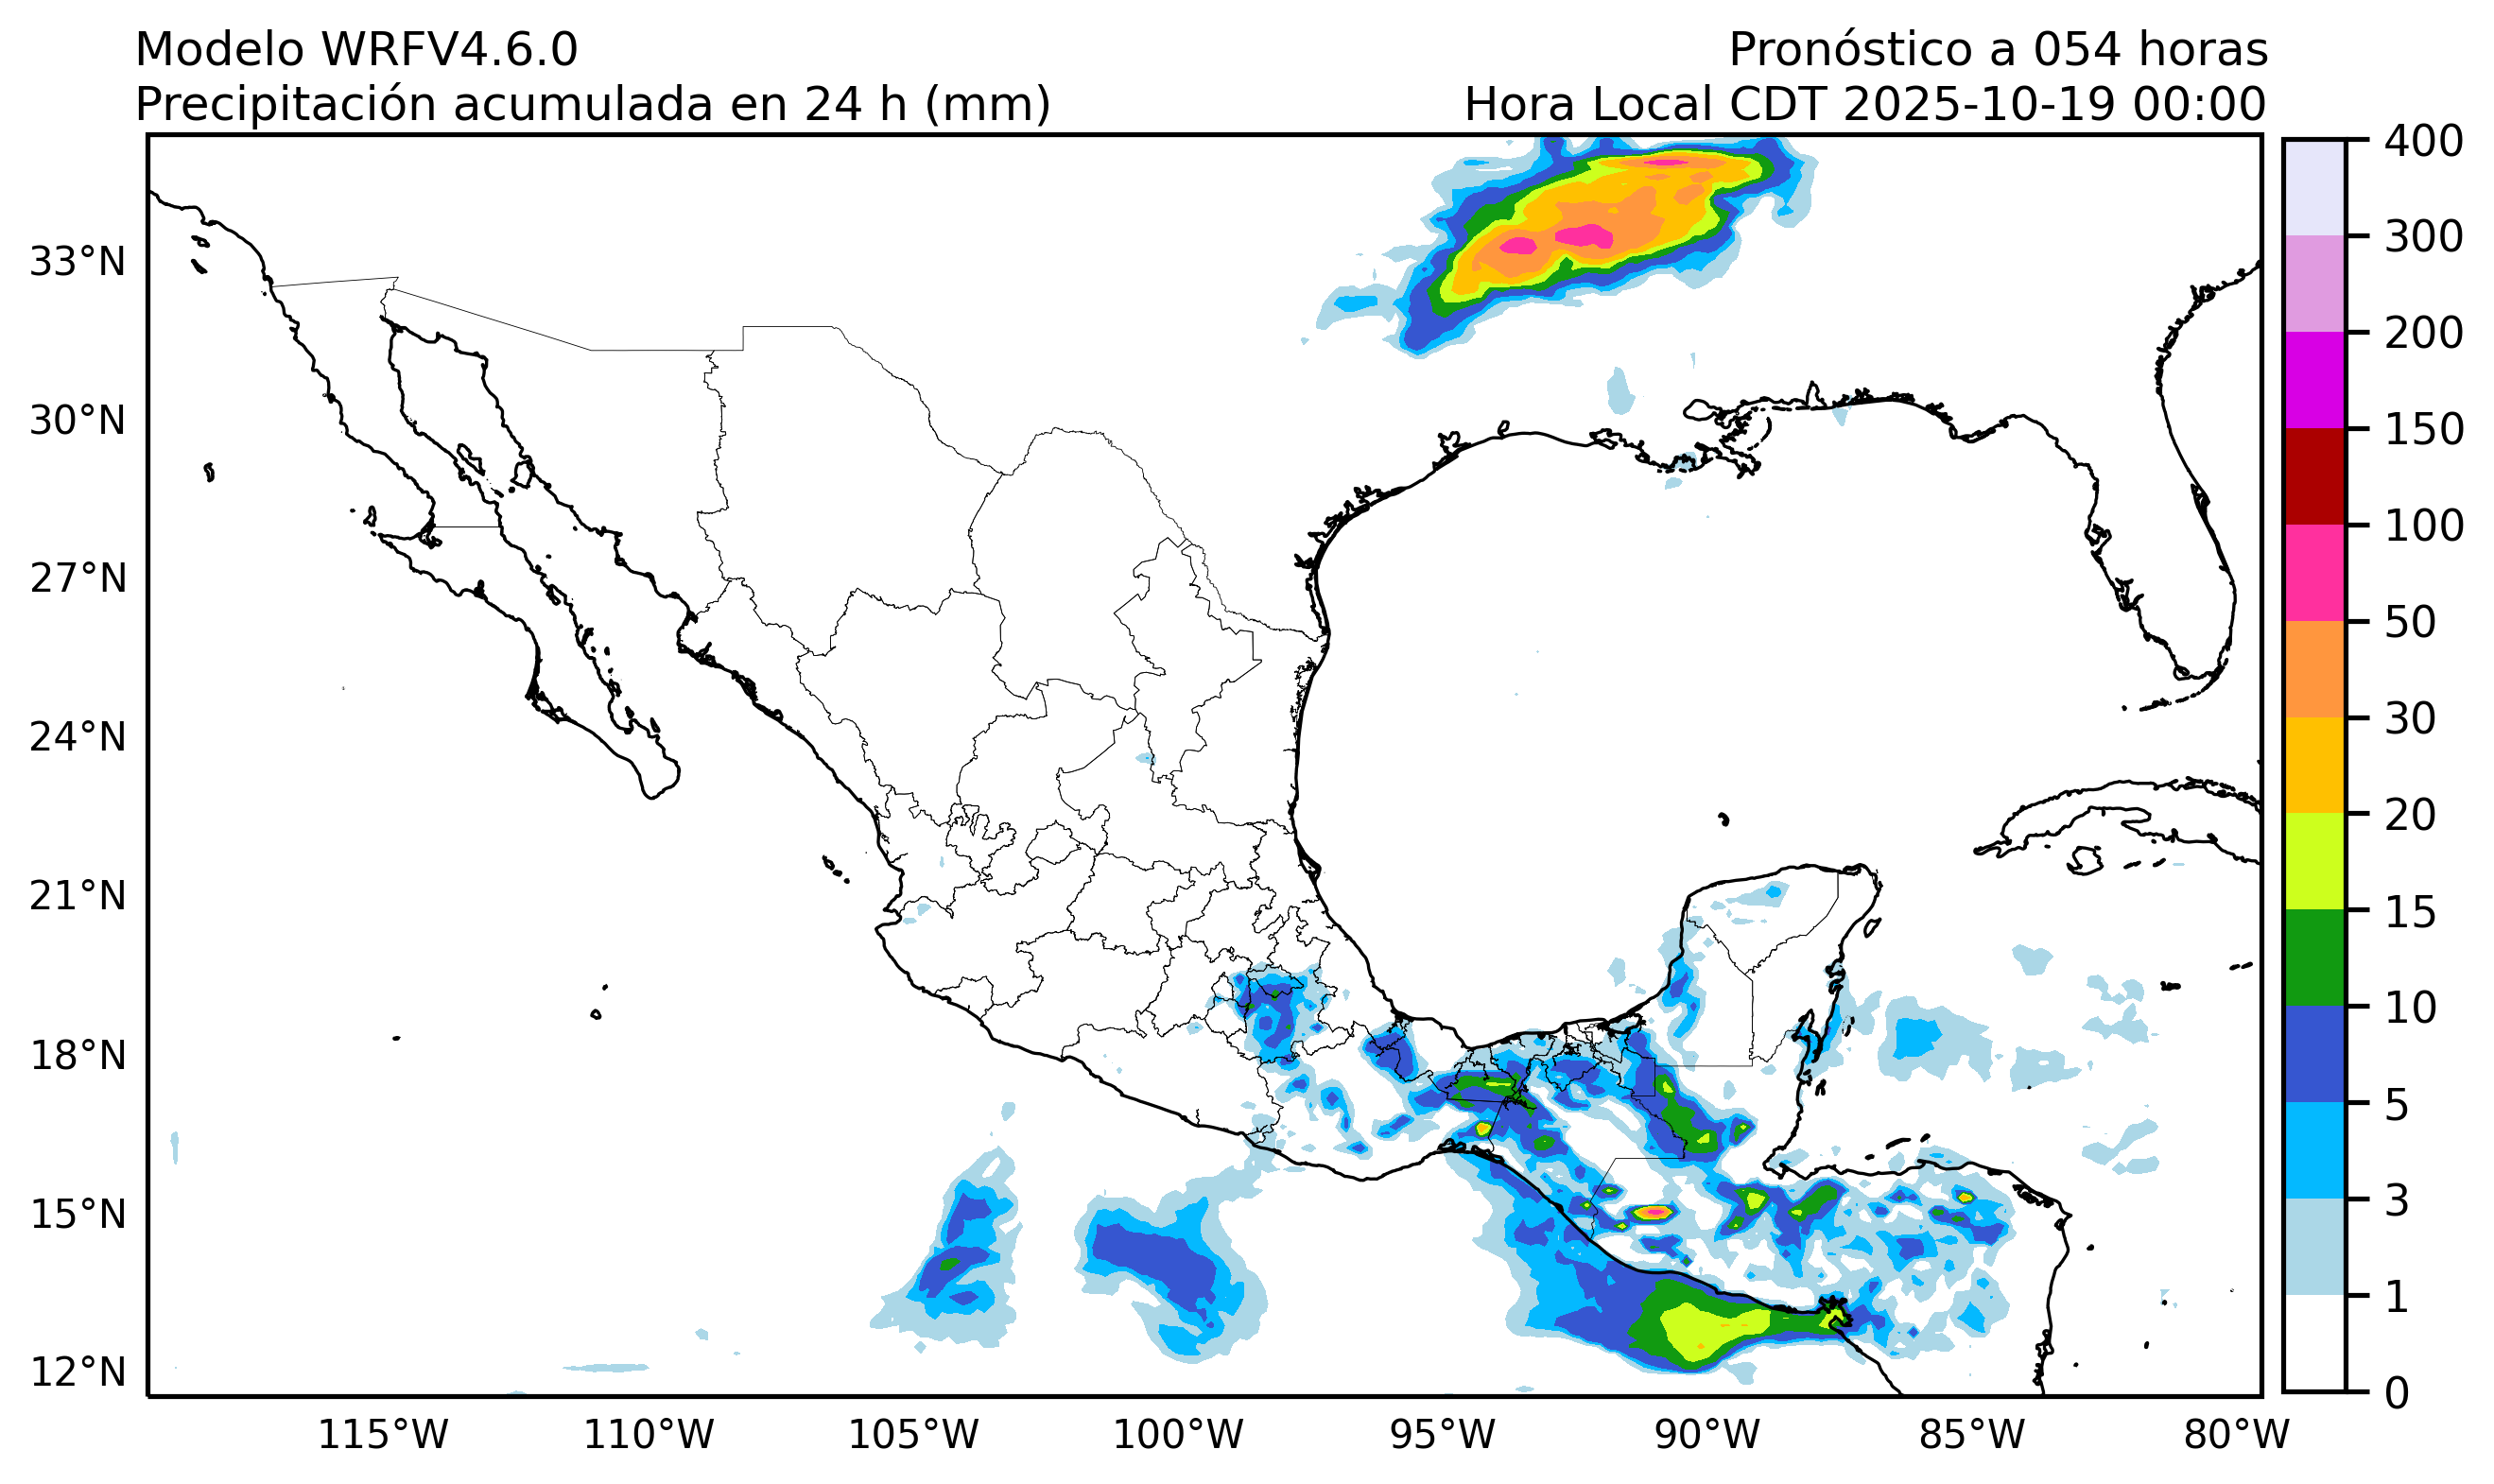 Modelo WRFV4.6.0
Pronóstico a 054 horas
Precipitación acumulada en 24 h (mm)
Hora Local CDT 2025-10-19 00:00
33°N
30°N
27°N
24°N
21°N
18°N
15°N
12°N
115°W
110°W
105°W
100°W
95°W
90°W
85°W
80°W
400
300
200
150
100
50
30
20
15
10
5
3
1
0